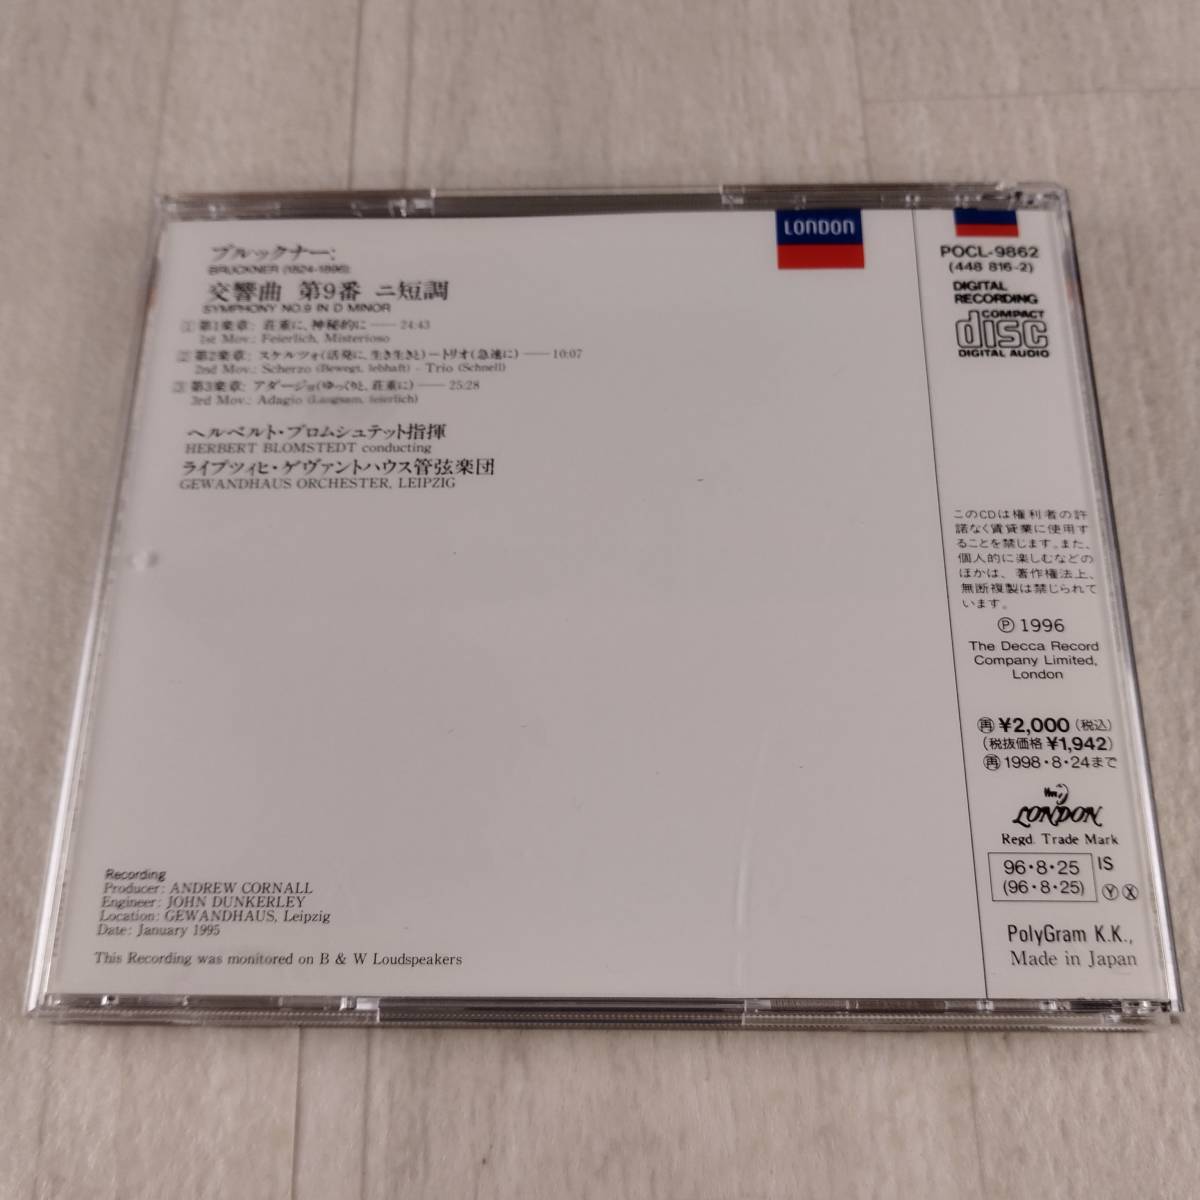 ブルックナー:
BRUCKNER (1824-1896):
交響曲 第9番 ニ短調
SYMPHONY NO.9 IN D MINOR
1 第1楽章: 荘重に、神秘的に —— 24:43
1st Mov.: Feierlich, Misterioso
2 第2楽章: スケルツォ(活発に、生き生きと)ートリオ(急速に) —— 10:07
2nd Mov.: Scherzo (Bewegt, lebhaft) - Trio (Schnell)
3 第3楽章: アダージョ(ゆっくりと、荘重に) —— 25:28
3rd Mov.: Adagio (Langsam, feierlich)
ヘルベルト・ブロムシュテット指揮
HERBERT BLOMSTEDT conducting
ライプツィヒ・ゲヴァントハウス管弦楽団
GEWANDHAUS ORCHESTER, LEIPZIG
Recording
Producer: ANDREW CORNALL
Engineer: JOHN DUNKERLEY
Location: GEWANDHAUS, Leipzig
Date: January 1995
This Recording was monitored on B & W Loudspeakers
LONDON
POCL-9862
(448 816-2)
DIGITAL
RECORDING
COMPACT
disc
DIGITAL AUDIO
このCDは権利者の許
諾なく賃貸業に使用す
ることを禁じます。また、
個人的に楽しむなどの
ほかは、著作権法上、
無断複製は禁じられて
います。
Ⓟ 1996
The Decca Record
Company Limited,
London
㊐ ¥2,000 (税込)
(税抜価格 ¥1,942)
再 1998・8・24まで
LONDON
Regd. Trade Mark
96・8・25 IS
(96・8・25) Ⓨ Ⓧ
PolyGram K.K.,
Made in Japan